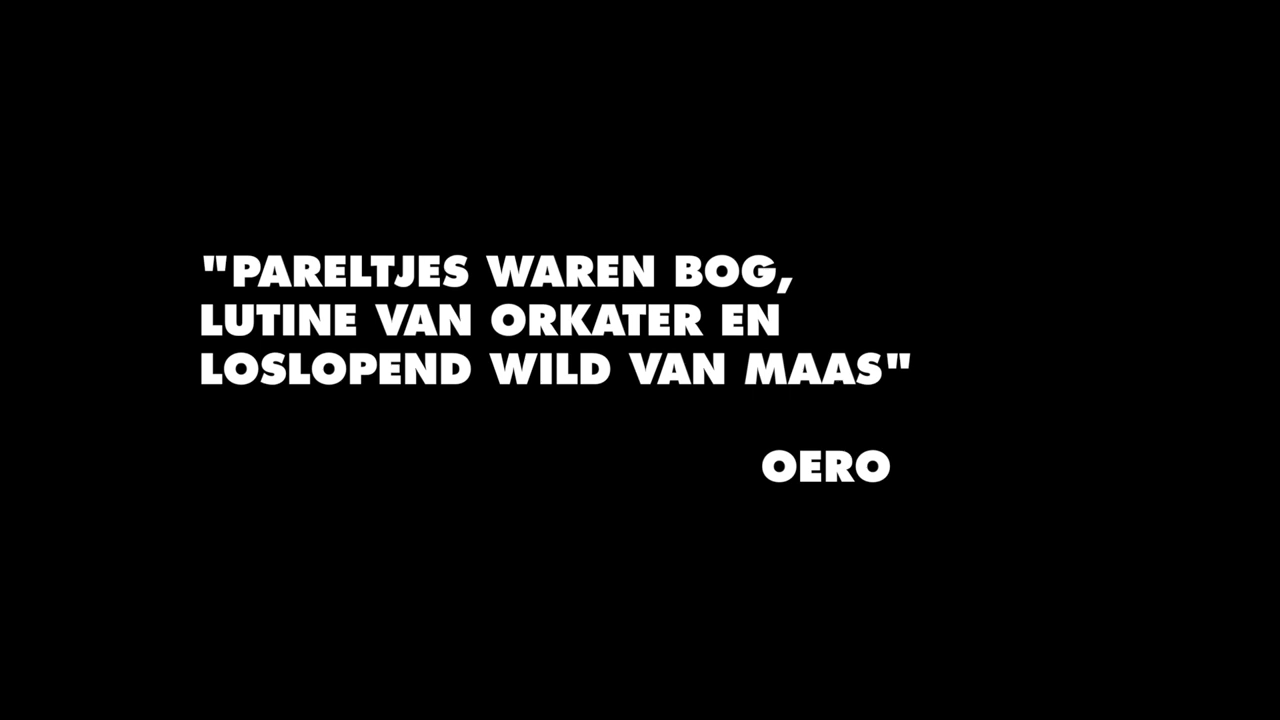 "PARELTJES WAREN BOG,
LUTINE VAN ORKATER EN
LOSLOPEND WILD VAN MAAS"
OERO